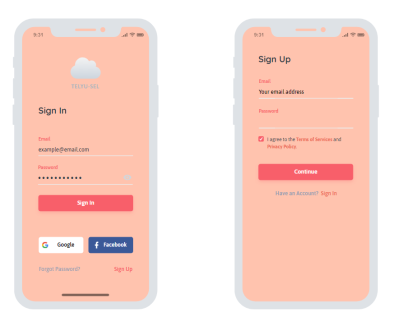 9:31
Sign In
Email
example@email.com
Password
Sign in
Google
Facebook
Forgot Password?
Sign Up
9:31
Sign Up
Email
Your email address
Password
I agree to the Terms of Services and
Privacy Policy.
Continue
Have an Account? Sign In